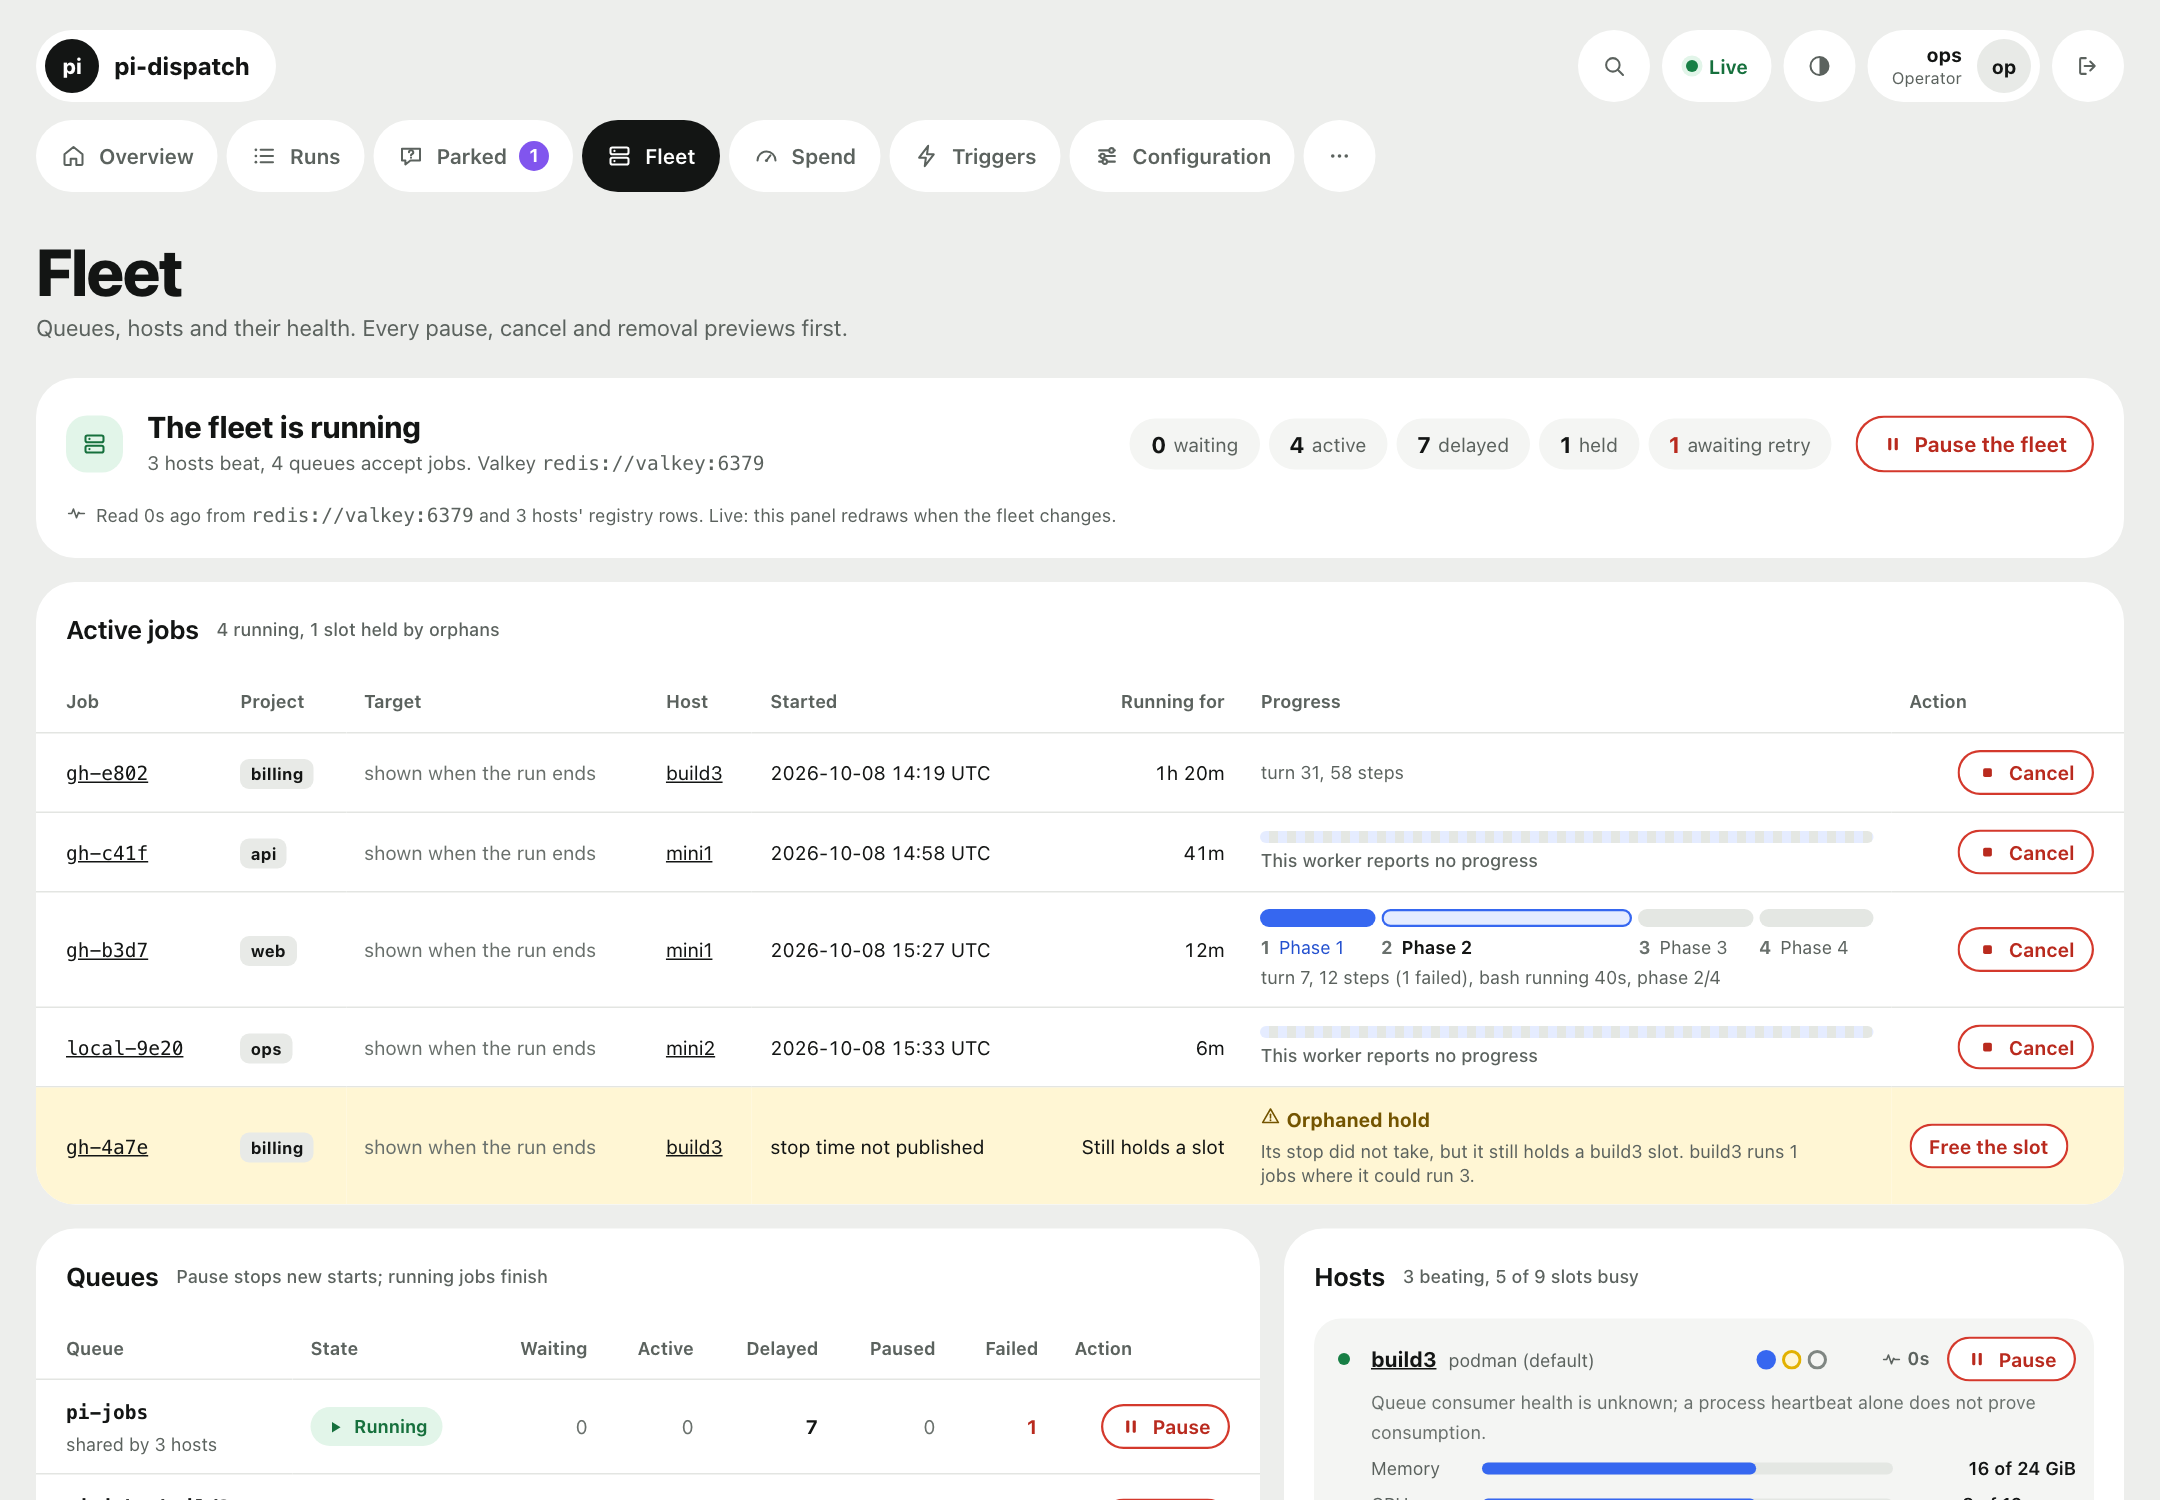 pi pi-dispatch
Live
ops
Operator
op
Overview Runs Parked 1 Fleet Spend Triggers Configuration ...
Fleet
Queues, hosts and their health. Every pause, cancel and removal previews first.
The fleet is running
3 hosts beat, 4 queues accept jobs. Valkey redis://valkey:6379
0 waiting 4 active 7 delayed 1 held 1 awaiting retry Pause the fleet
Read 0s ago from redis://valkey:6379 and 3 hosts' registry rows. Live: this panel redraws when the fleet changes.
Active jobs 4 running, 1 slot held by orphans
Job Project Target Host Started Running for Progress Action
gh-e802 billing shown when the run ends build3 2026-10-08 14:19 UTC 1h 20m turn 31, 58 steps Cancel
gh-c41f api shown when the run ends mini1 2026-10-08 14:58 UTC 41m This worker reports no progress Cancel
gh-b3d7 web shown when the run ends mini1 2026-10-08 15:27 UTC 12m 1 Phase 1 2 Phase 2 3 Phase 3 4 Phase 4 Cancel
turn 7, 12 steps (1 failed), bash running 40s, phase 2/4
local-9e20 ops shown when the run ends mini2 2026-10-08 15:33 UTC 6m This worker reports no progress Cancel
gh-4a7e billing shown when the run ends build3 stop time not published Still holds a slot Orphaned hold Free the slot
Its stop did not take, but it still holds a build3 slot. build3 runs 1
jobs where it could run 3.
Queues Pause stops new starts; running jobs finish
Queue State Waiting Active Delayed Paused Failed Action
pi-jobs Running 0 0 7 0 1 Pause
shared by 3 hosts
Hosts 3 beating, 5 of 9 slots busy
build3 podman (default) 0s Pause
Queue consumer health is unknown; a process heartbeat alone does not prove
consumption.
Memory 16 of 24 GiB